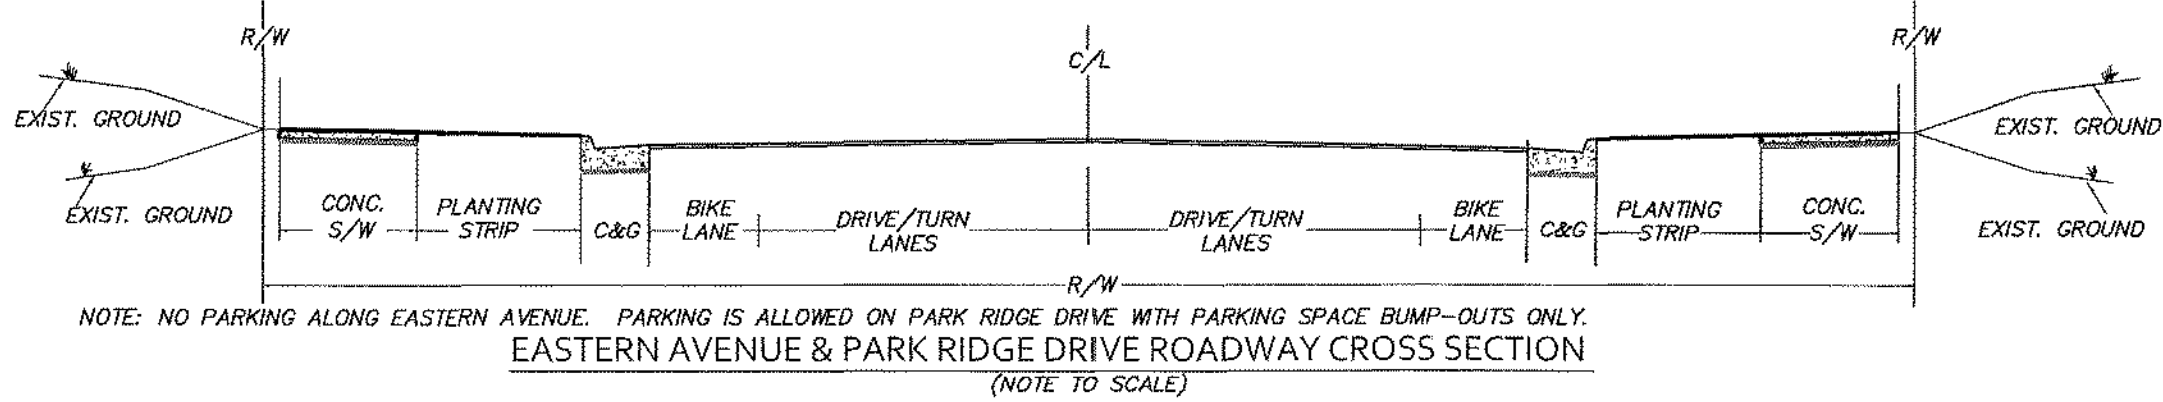 R/W
C/L
R/W
EXIST. GROUND
EXIST. GROUND
EXIST. GROUND
EXIST. GROUND
CONC.
S/W
PLANTING
STRIP
C&G
BIKE
LANE
DRIVE/TURN
LANES
DRIVE/TURN
LANES
BIKE
LANE
C&G
PLANTING
STRIP
CONC.
S/W
R/W
NOTE: NO PARKING ALONG EASTERN AVENUE. PARKING IS ALLOWED ON PARK RIDGE DRIVE WITH PARKING SPACE BUMP-OUTS ONLY.
EASTERN AVENUE & PARK RIDGE DRIVE ROADWAY CROSS SECTION
(NOTE TO SCALE)